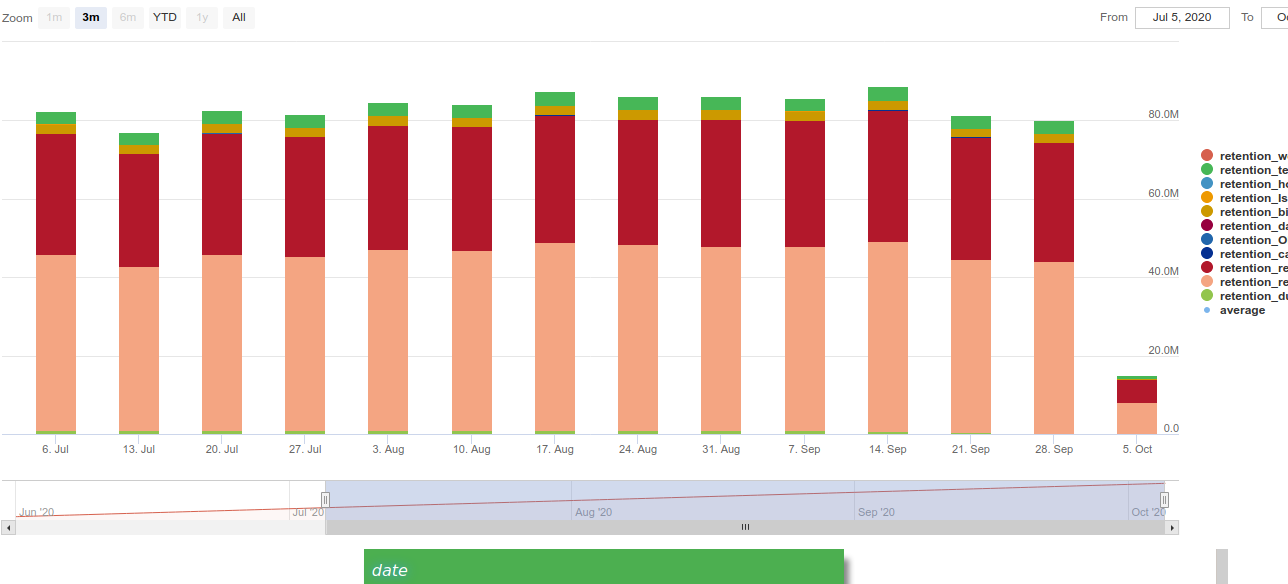 Zoom 1m 3m 6m YTD 1y All From Jul 5, 2020 To
80.0M
60.0M
40.0M
20.0M
0.0
6. Jul 13. Jul 20. Jul 27. Jul 3. Aug 10. Aug 17. Aug 24. Aug 31. Aug 7. Sep 14. Sep 21. Sep 28. Sep 5. Oct
retention_w
retention_te
retention_h
retention_ls
retention_bi
retention_da
retention_O
retention_ca
retention_re
retention_re
retention_du
average
Jun '20 Jul '20 Aug '20 Sep '20 Oct '20
date